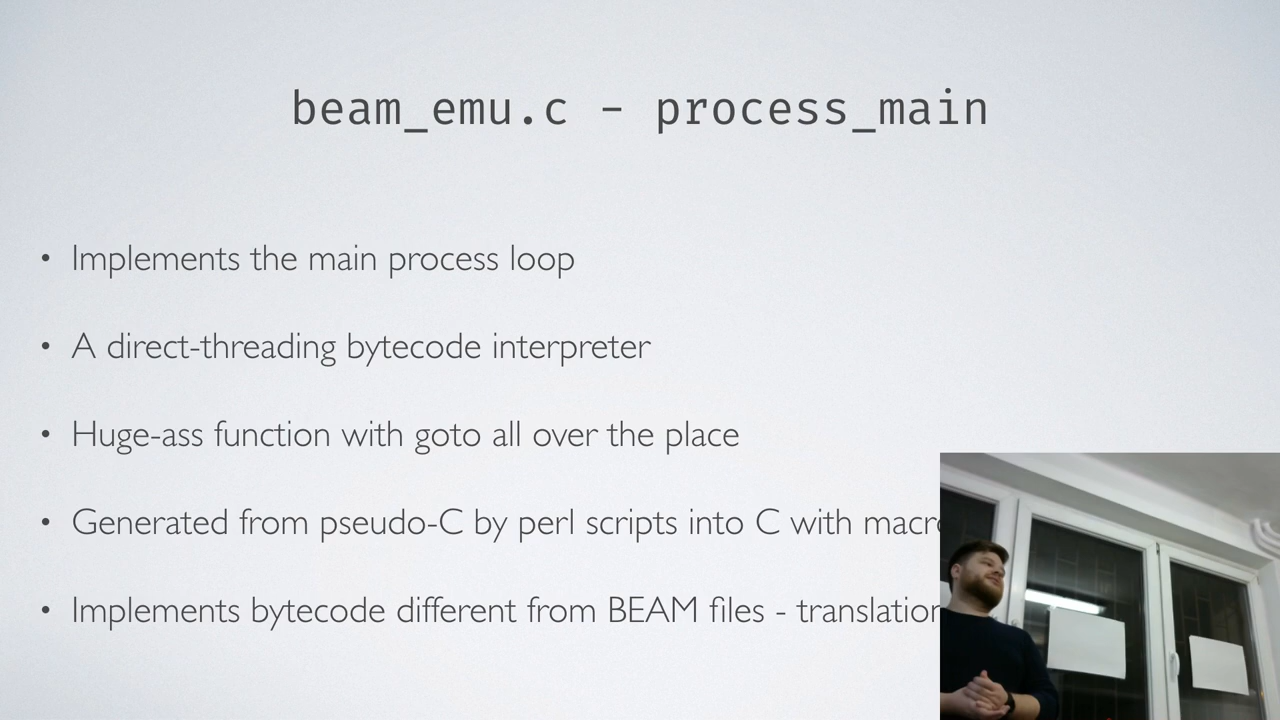 beam_emu.c - process_main
• Implements the main process loop
• A direct-threading bytecode interpreter
• Huge-ass function with goto all over the place
• Generated from pseudo-C by perl scripts into C with macro
• Implements bytecode different from BEAM files - translation